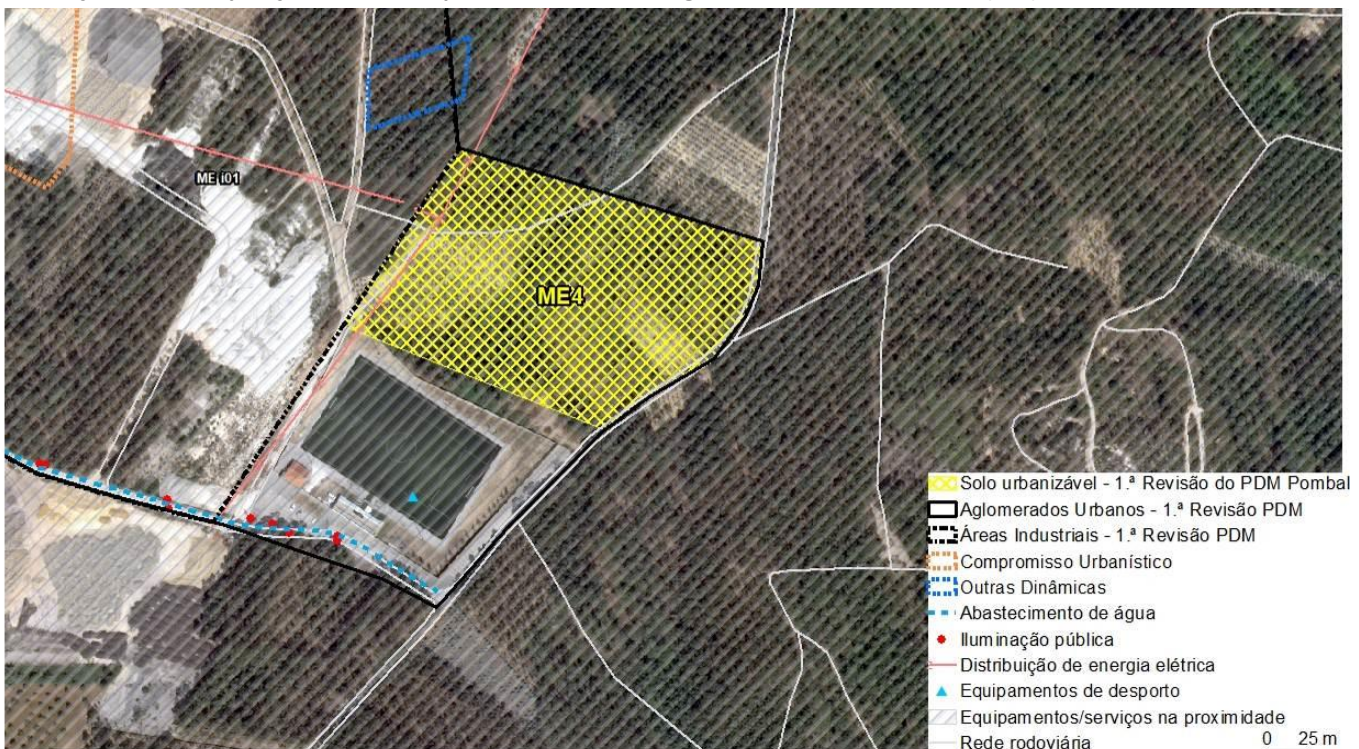 ME i01
ME4
Solo urbanizável - 1.ª Revisão do PDM Pombal
Aglomerados Urbanos - 1.ª Revisão PDM
Áreas Industriais - 1.ª Revisão PDM
Compromisso Urbanístico
Outras Dinâmicas
Abastecimento de água
Iluminação pública
Distribuição de energia elétrica
Equipamentos de desporto
Equipamentos/serviços na proximidade
Rede rodoviária
0 25 m